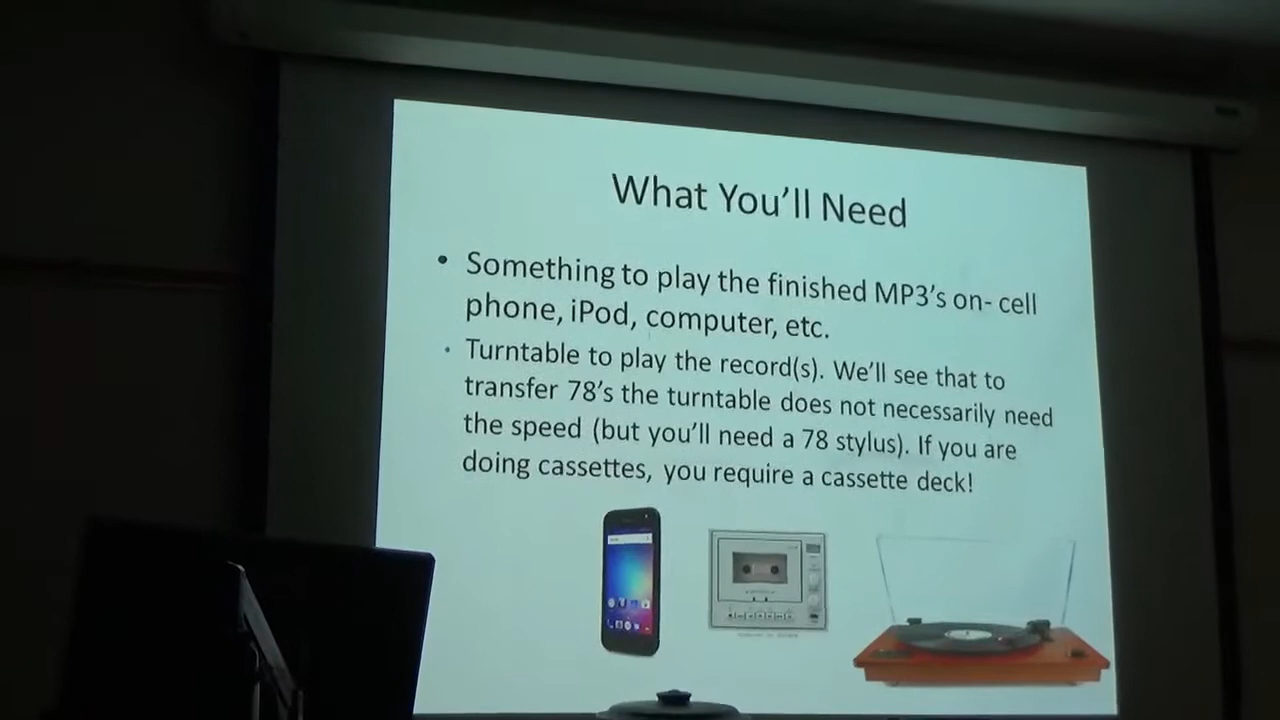 What You'll Need
• Something to play the finished MP3's on- cell
phone, iPod, computer, etc.
• Turntable to play the record(s). We'll see that to
transfer 78's the turntable does not necessarily need
the speed (but you'll need a 78 stylus). If you are
doing cassettes, you require a cassette deck!